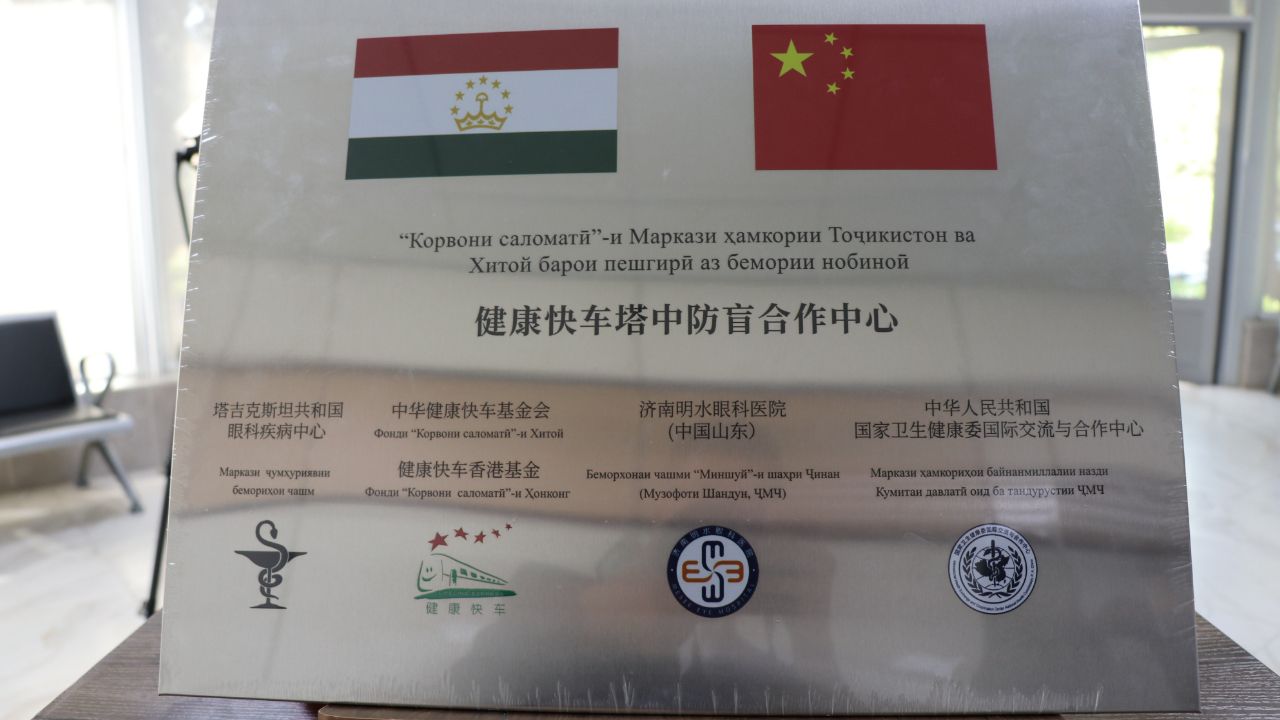 “Корвони саломатӣ”-и Маркази ҳамкории Тоҷикистон ва
Хитой барои пешгирӣ аз бемории нобиноӣ
健康快车塔中防盲合作中心
塔吉克斯坦共和国
眼科疾病中心
Маркази ҷумҳуриявии
бемориҳои чашм
中华健康快车基金会
Фонди “Корвони саломатӣ”-и Хитой
健康快车香港基金
Фонди “Корвони саломатӣ”-и Ҳонконг
济南明水眼科医院
(中国山东）
Беморхонаи чашми “Миншуй”-и шаҳри Ҷинан
(Музофоти Шандун, ҶМЧ)
中华人民共和国
国家卫生健康委国际交流与合作中心
Маркази ҳамкориҳои байнанмиллалии назди
Кумитаи давлатӣ оид ба тандурустии ҶМЧ
健康快车